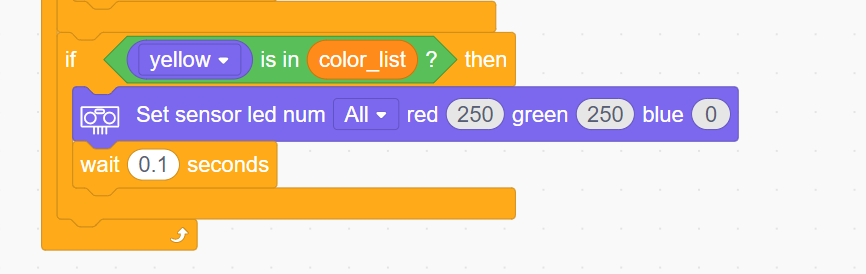 if yellow is in color_list ? then
Set sensor led num All red 250 green 250 blue 0
wait 0.1 seconds